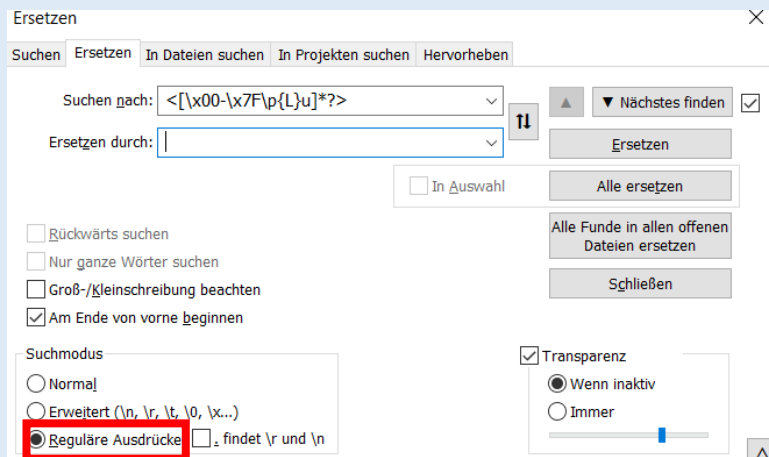 Ersetzen
Suchen Ersetzen In Dateien suchen In Projekten suchen Hervorheben
Suchen nach: <[\x00-\x7F\p{L}u]*?> ▲ ▼ Nächstes finden
Ersetzen durch: Ersetzen
In Auswahl Alle ersetzen
Rückwärts suchen Alle Funde in allen offenen
Dateien ersetzen
Nur ganze Wörter suchen
Groß-/Kleinschreibung beachten Schließen
Am Ende von vorne beginnen
Suchmodus Transparenz
Normal Wenn inaktiv
Erweitert (\n, \r, \t, \0, \x...) Immer
Reguläre Ausdrücke . findet \r und \n